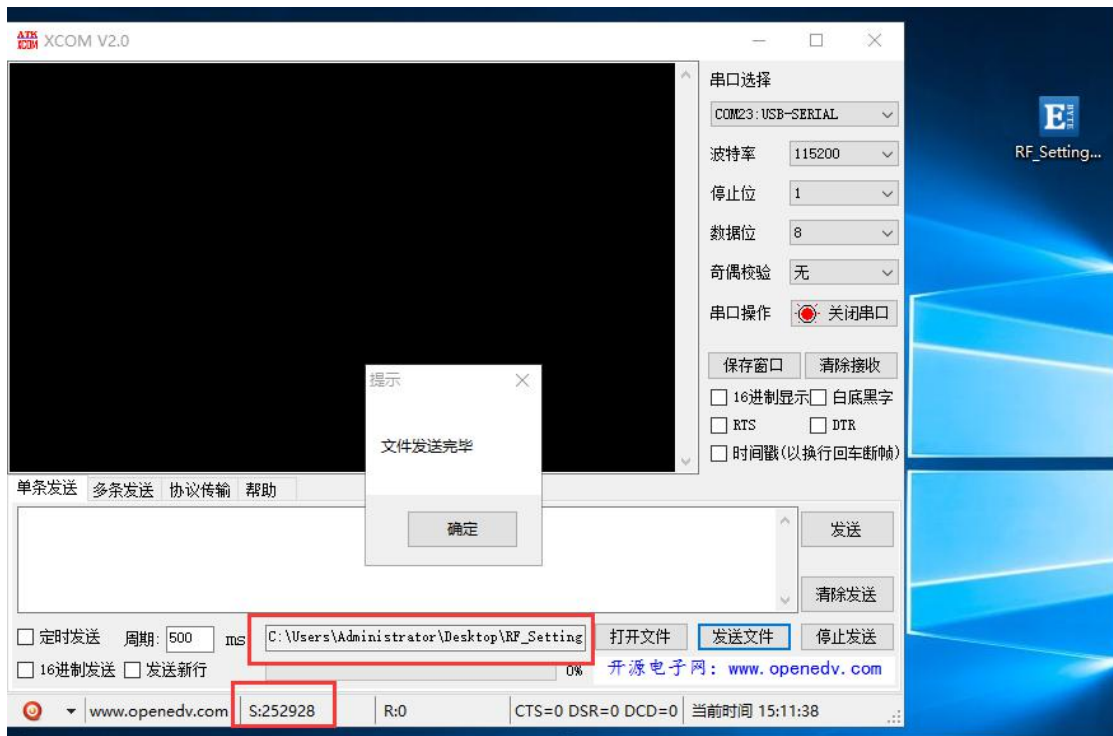 ATK
XCOM
XCOM V2.0
串口选择
COM23:USB-SERIAL
波特率 115200
停止位 1
数据位 8
奇偶校验 无
串口操作 关闭串口
保存窗口 清除接收
16进制显示 白底黑字
RTS DTR
时间戳(以换行回车断帧)
提示
文件发送完毕
确定
单条发送 多条发送 协议传输 帮助
发送
清除发送
定时发送 周期: 500 ms C:\Users\Administrator\Desktop\RF_Setting 打开文件 发送文件 停止发送
16进制发送 发送新行 0% 开源电子网: www.openedv.com
www.openedv.com S:252928 R:0 CTS=0 DSR=0 DCD=0 当前时间 15:11:38
E BYTE
RF_Setting...